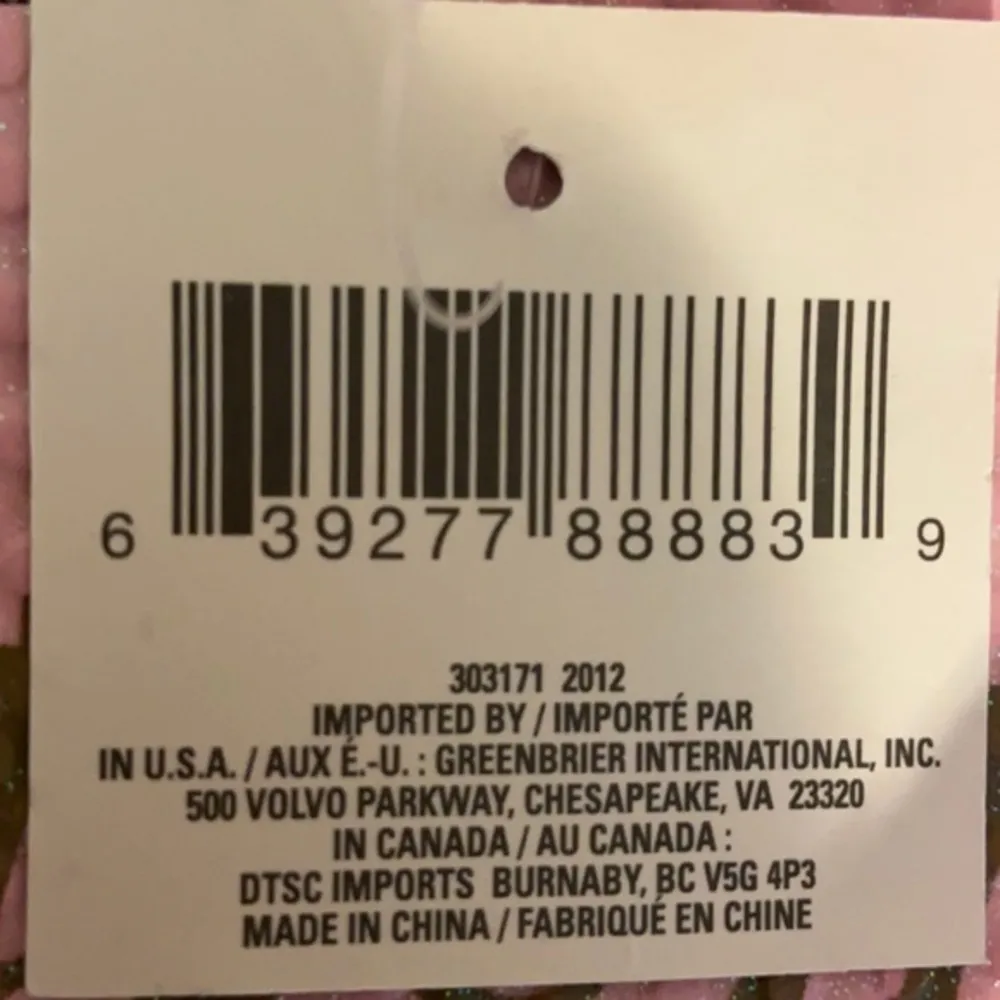 6 39277 88883 9
303171 2012
IMPORTED BY / IMPORTÉ PAR
IN U.S.A. / AUX É.-U. : GREENBRIER INTERNATIONAL, INC.
500 VOLVO PARKWAY, CHESAPEAKE, VA 23320
IN CANADA / AU CANADA :
DTSC IMPORTS BURNABY, BC V5G 4P3
MADE IN CHINA / FABRIQUÉ EN CHINE